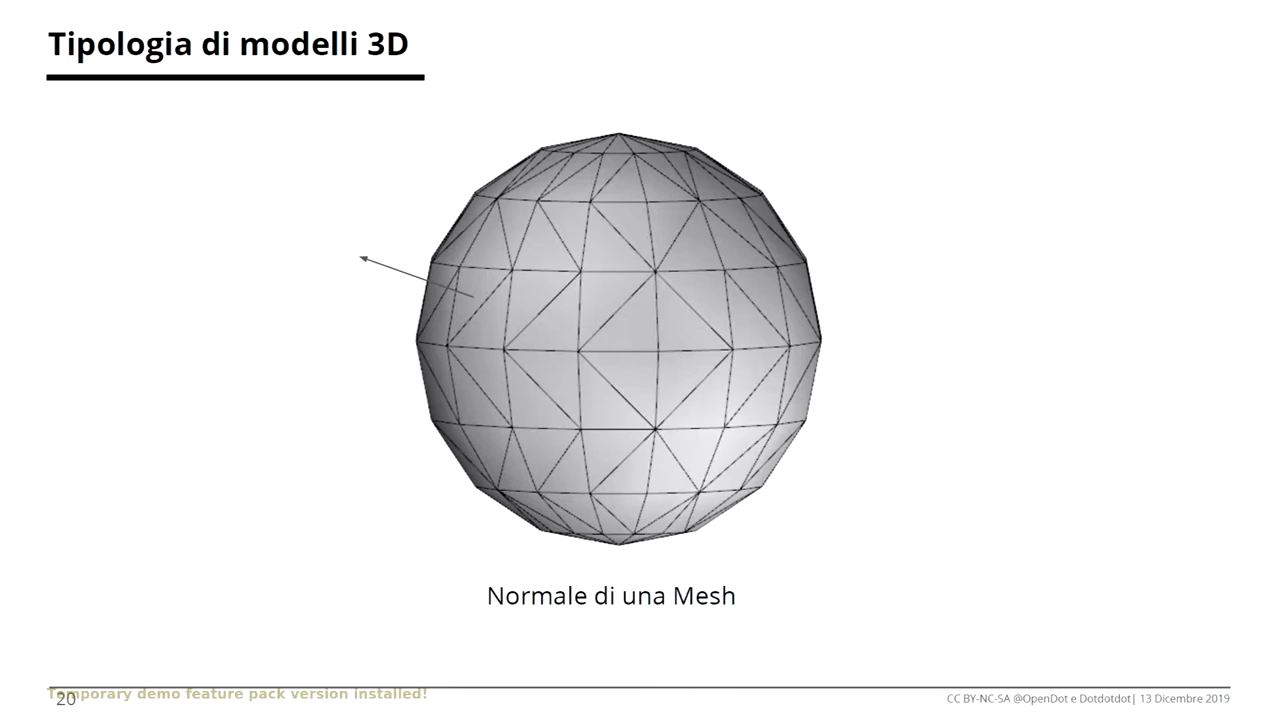 Tipologia di modelli 3D
Normale di una Mesh
Temporary demo feature pack version installed!
20
CC BY-NC-SA @OpenDot e Dotdotdot| 13 Dicembre 2019